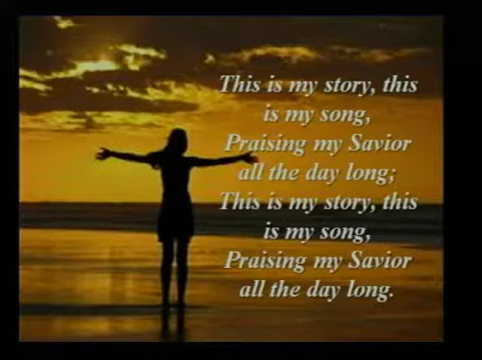 This is my story, this
is my song,
Praising my Savior
all the day long;
This is my story, this
is my song,
Praising my Savior
all the day long.